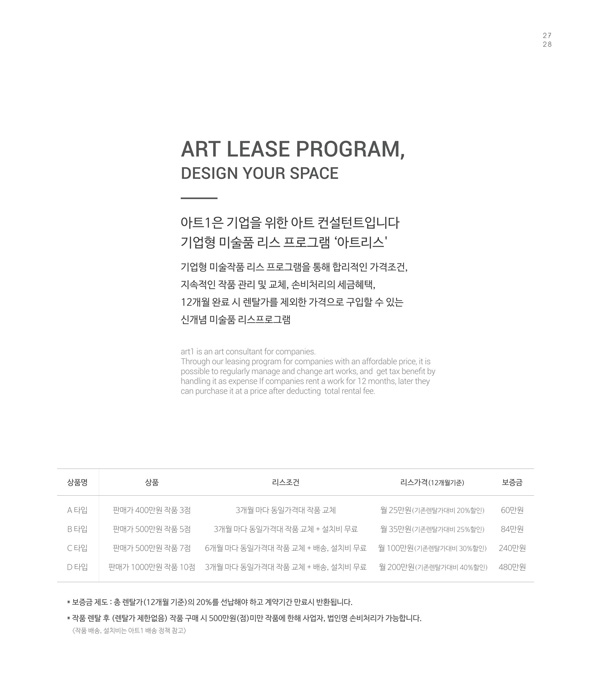 27
28
ART LEASE PROGRAM,
DESIGN YOUR SPACE
아트1은 기업을 위한 아트 컨설턴트입니다
기업형 미술품 리스 프로그램 ‘아트리스’
기업형 미술작품 리스 프로그램을 통해 합리적인 가격조건,
지속적인 작품 관리 및 교체, 손비처리의 세금혜택,
12개월 완료 시 렌탈가를 제외한 가격으로 구입할 수 있는
신개념 미술품 리스프로그램
art1 is an art consultant for companies.
Through our leasing program for companies with an affordable price, it is
possible to regularly manage and change art works, and get tax benefit by
handling it as expense If companies rent a work for 12 months, later they
can purchase it at a price after deducting total rental fee.
상품명 상품 리스조건 리스가격(12개월기준) 보증금
A 타입 판매가 400만원 작품 3점 3개월 마다 동일가격대 작품 교체 월 25만원(기존렌탈가대비 20%할인) 60만원
B 타입 판매가 500만원 작품 5점 3개월 마다 동일가격대 작품 교체 + 설치비 무료 월 35만원(기존렌탈가대비 25%할인) 84만원
C 타입 판매가 500만원 작품 7점 6개월 마다 동일가격대 작품 교체 + 배송, 설치비 무료 월 100만원(기존렌탈가대비 30%할인) 240만원
D 타입 판매가 1000만원 작품 10점 3개월 마다 동일가격대 작품 교체 + 배송, 설치비 무료 월 200만원(기존렌탈가대비 40%할인) 480만원
* 보증금 제도 : 총 렌탈가(12개월 기준)의 20%를 선납해야 하고 계약기간 만료시 반환됩니다.
* 작품 렌탈 후 (렌탈가 제한없음) 작품 구매 시 500만원(점)미만 작품에 한해 사업자, 법인명 손비처리가 가능합니다.
(작품 배송, 설치비는 아트1 배송 정책 참고)